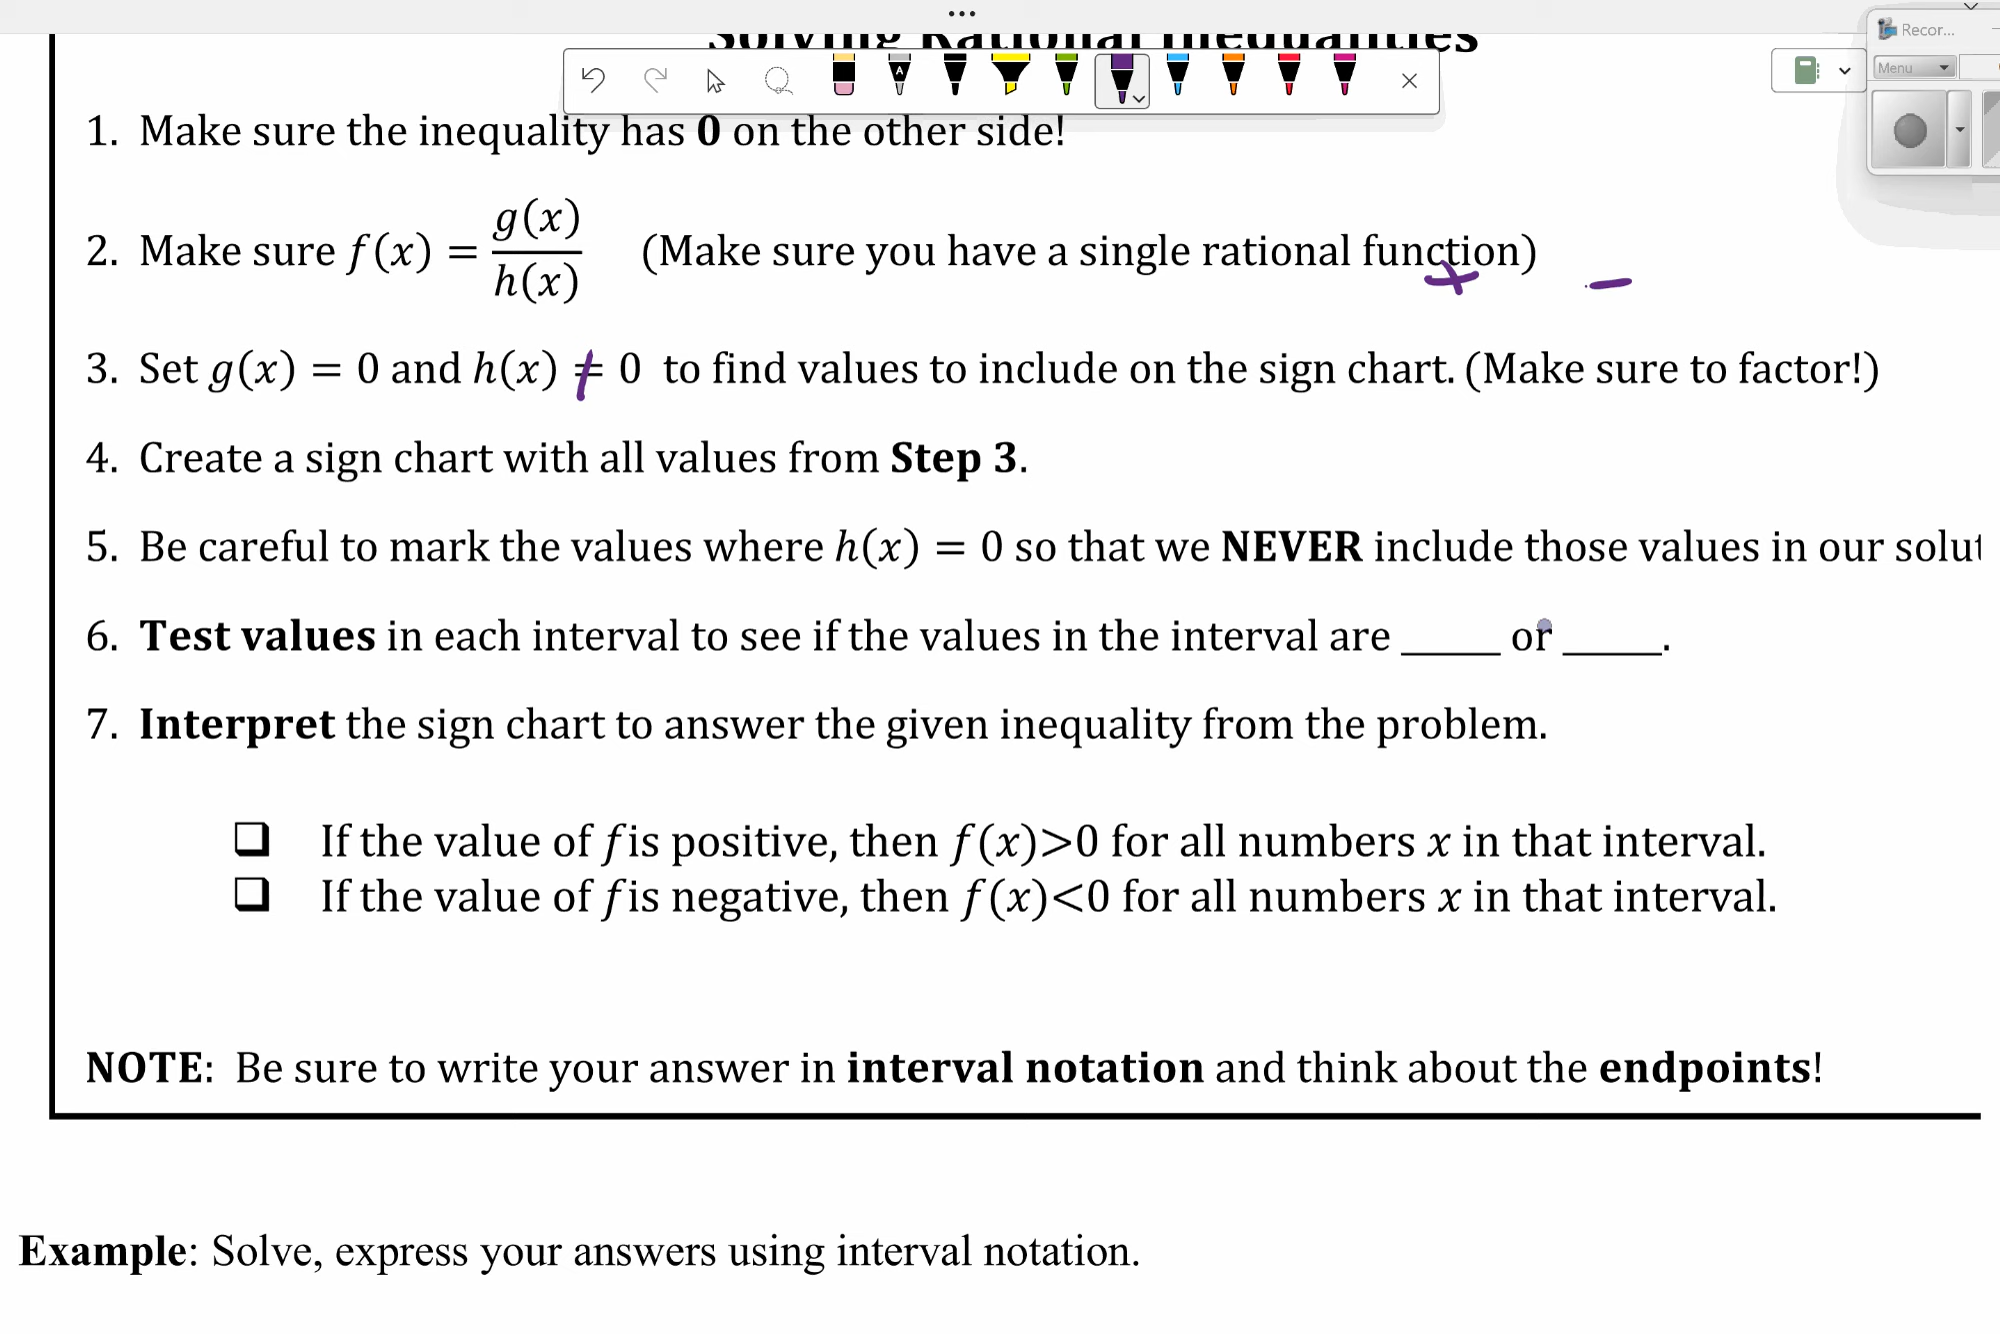 ...
Solving Rational Inequalities
Recor...
Menu
A
1. Make sure the inequality has 0 on the other side!
2. Make sure f(x) = g(x)/h(x) (Make sure you have a single rational function)
+ −
3. Set g(x) = 0 and h(x) ≠ 0 to find values to include on the sign chart. (Make sure to factor!)
4. Create a sign chart with all values from Step 3.
5. Be careful to mark the values where h(x) = 0 so that we NEVER include those values in our solut
6. Test values in each interval to see if the values in the interval are _____ or _____.
7. Interpret the sign chart to answer the given inequality from the problem.
❑ If the value of f is positive, then f(x)>0 for all numbers x in that interval.
❑ If the value of f is negative, then f(x)<0 for all numbers x in that interval.
NOTE: Be sure to write your answer in interval notation and think about the endpoints!
Example: Solve, express your answers using interval notation.